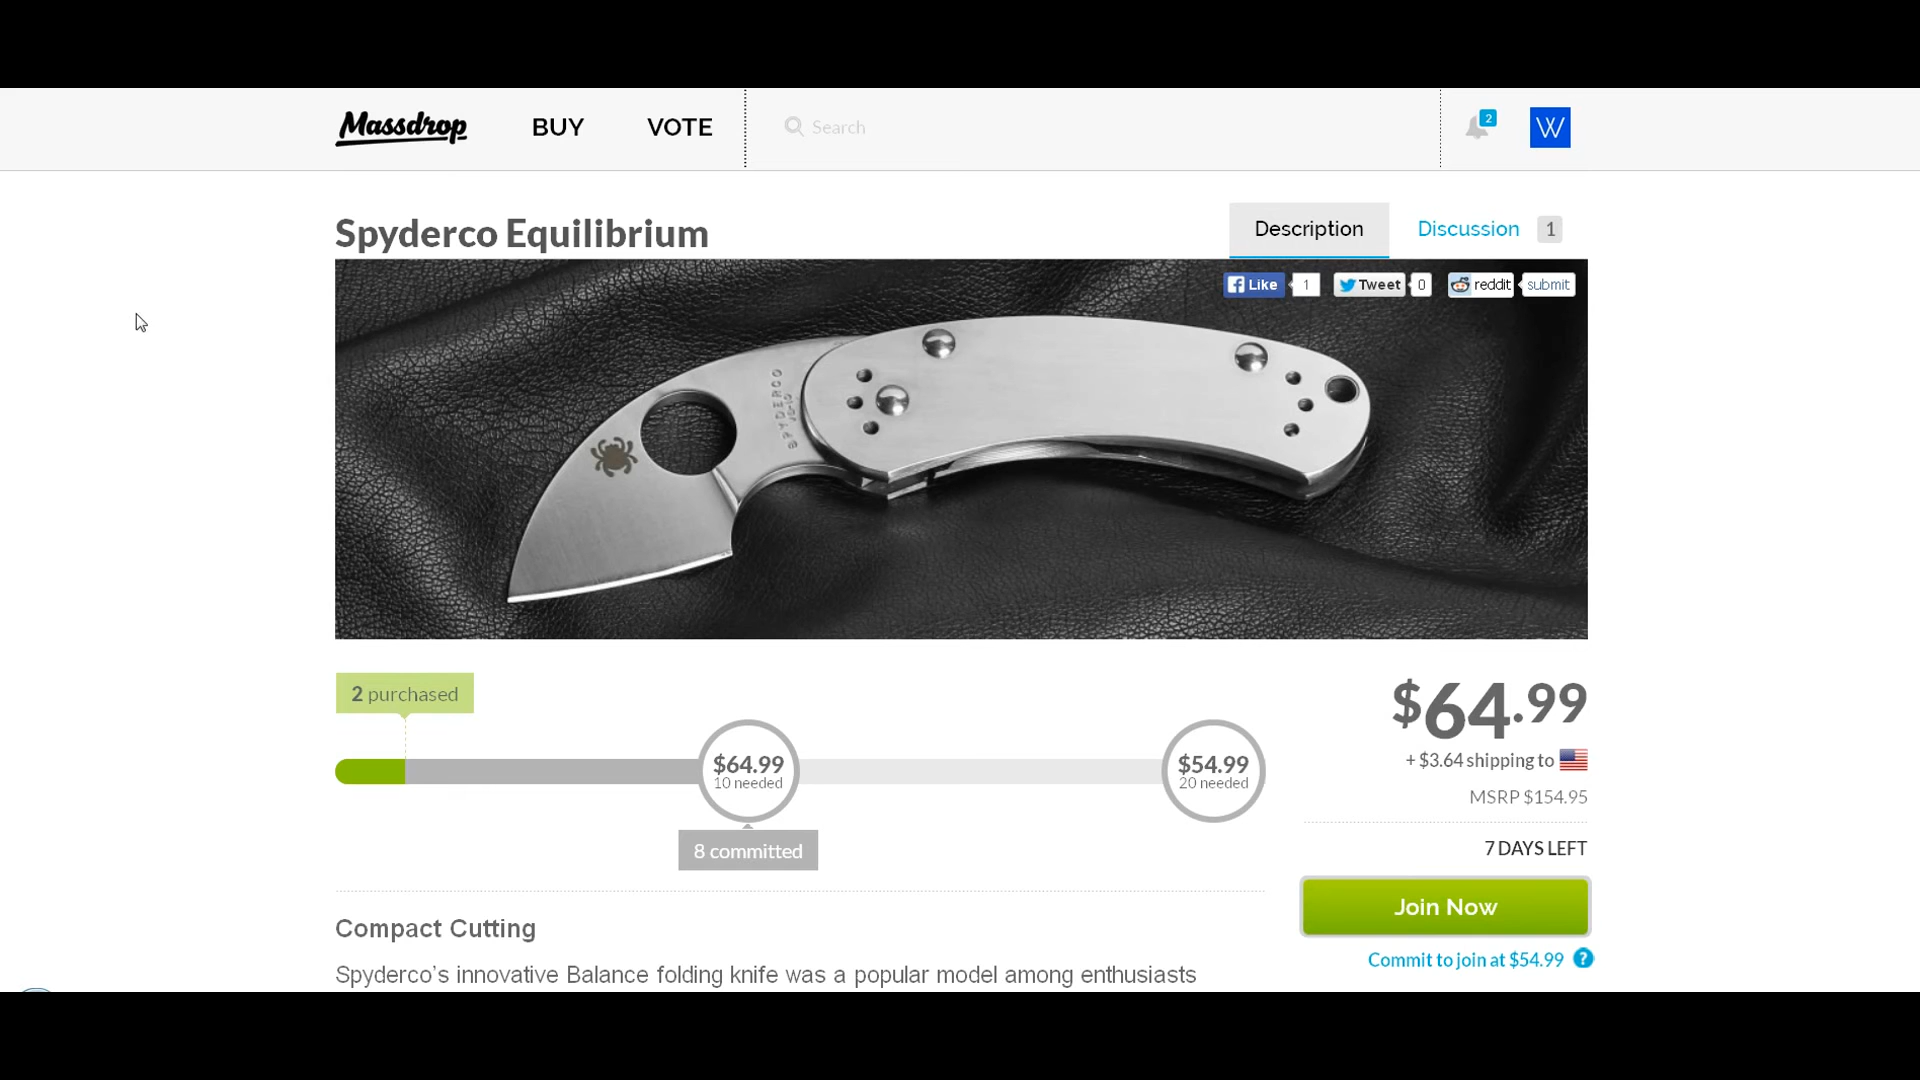 Massdrop
BUY
VOTE
Search
2
W
Spyderco Equilibrium
Description
Discussion 1
Like 1
Tweet 0
reddit submit
SPYDERCO
2 purchased
$64.99
10 needed
$54.99
20 needed
8 committed
$64.99
+ $3.64 shipping to
MSRP $154.95
7 DAYS LEFT
Join Now
Commit to join at $54.99 ?
Compact Cutting
Spyderco’s innovative Balance folding knife was a popular model among enthusiasts